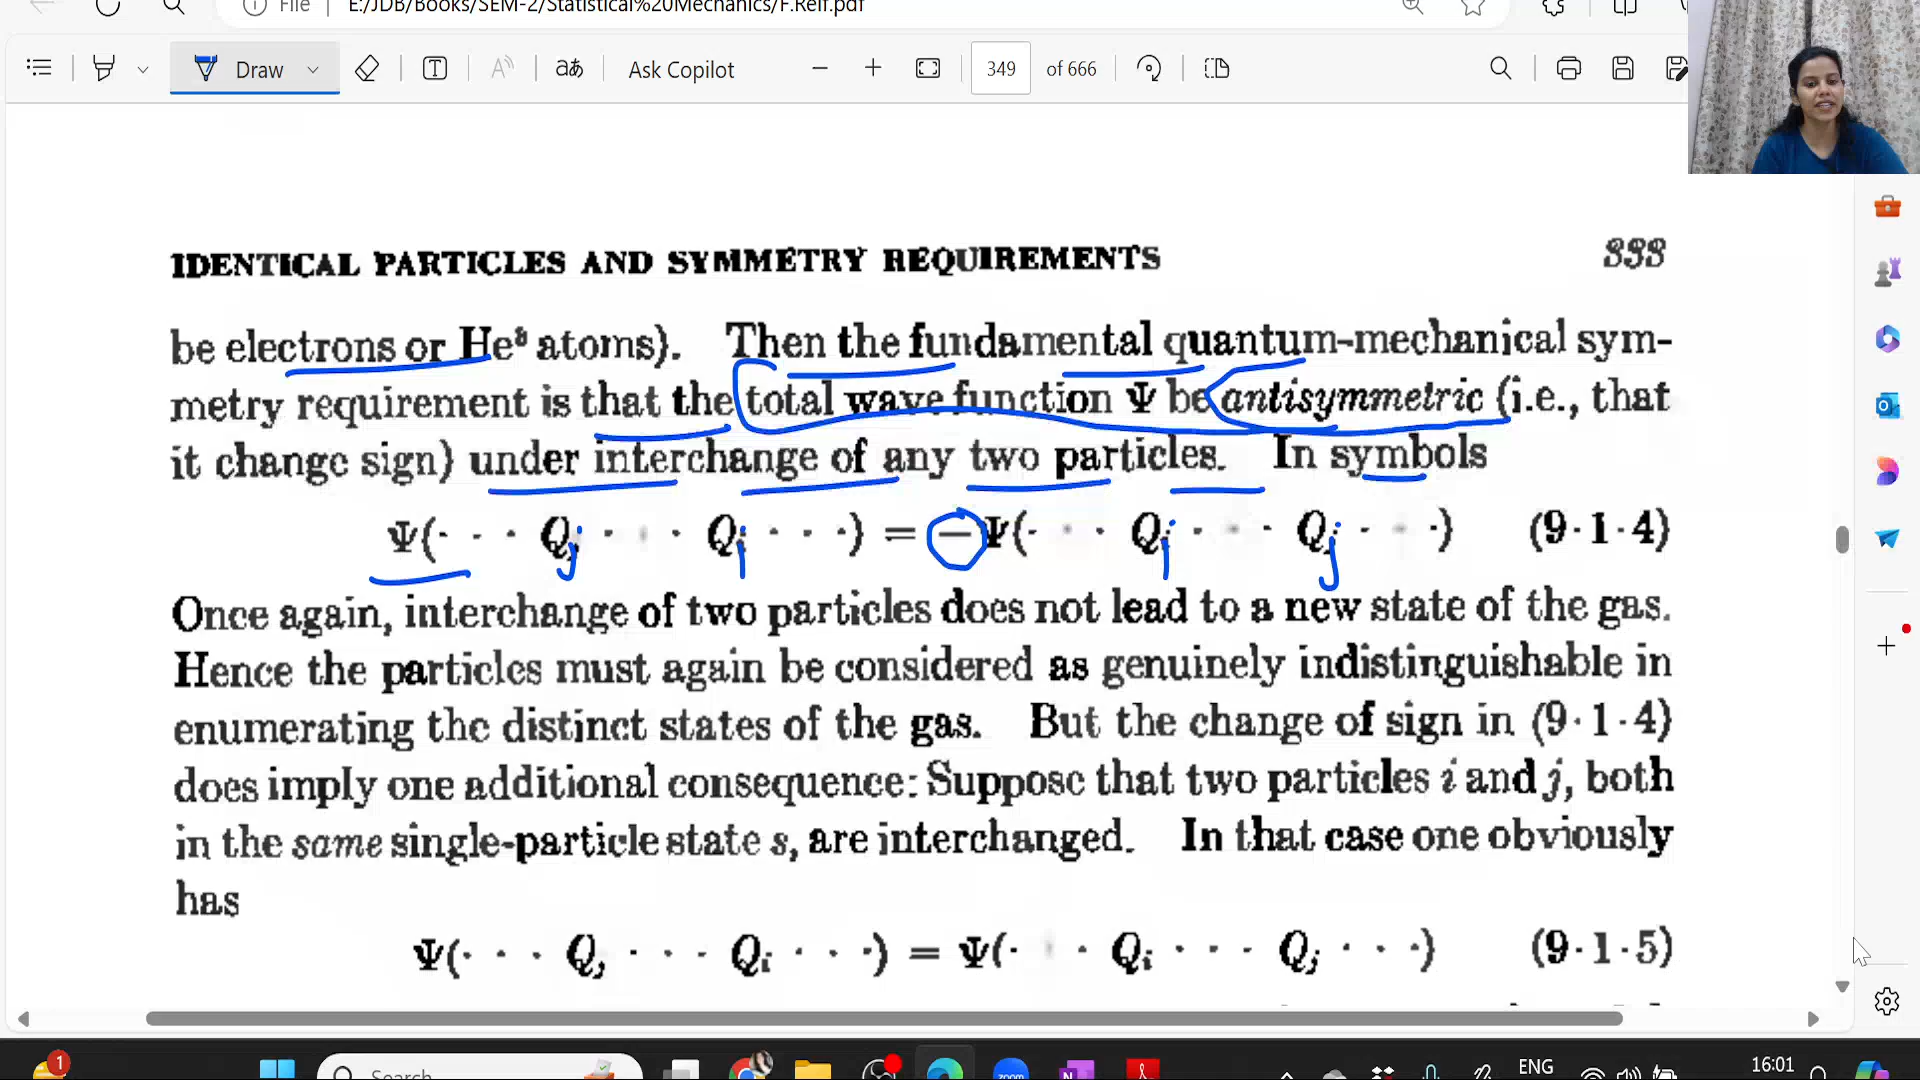 File | E:/JDB/Books/SEM-2/Statistical%20Mechanics/F.Reif.pdf
Draw
aあ
Ask Copilot
349 of 666
IDENTICAL PARTICLES AND SYMMETRY REQUIREMENTS 333
be electrons or He³ atoms). Then the fundamental quantum-mechanical sym-
metry requirement is that the total wave function Ψ be antisymmetric (i.e., that
it change sign) under interchange of any two particles. In symbols
Ψ(· · · Qj · · · Qi · · ·) = −Ψ(· · · Qi · · · Qj · · ·) (9·1·4)
Once again, interchange of two particles does not lead to a new state of the gas.
Hence the particles must again be considered as genuinely indistinguishable in
enumerating the distinct states of the gas. But the change of sign in (9·1·4)
does imply one additional consequence: Suppose that two particles i and j, both
in the same single-particle state s, are interchanged. In that case one obviously
has
Ψ(· · · Qj · · · Qi · · ·) = Ψ(· · · Qi · · · Qj · · ·) (9·1·5)
1
Search
zoom
ENG
16:01